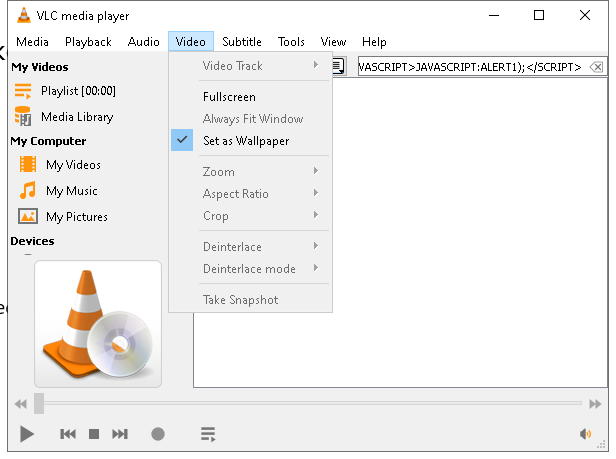 VLC media player
Media Playback Audio Video Subtitle Tools View Help
My Videos
Playlist [00:00]
Media Library
My Computer
My Videos
My Music
My Pictures
Devices
Video Track
Fullscreen
Always Fit Window
Set as Wallpaper
Zoom
Aspect Ratio
Crop
Deinterlace
Deinterlace mode
Take Snapshot
VASCRIPT>JAVASCRIPT:ALERT1);</SCRIPT>